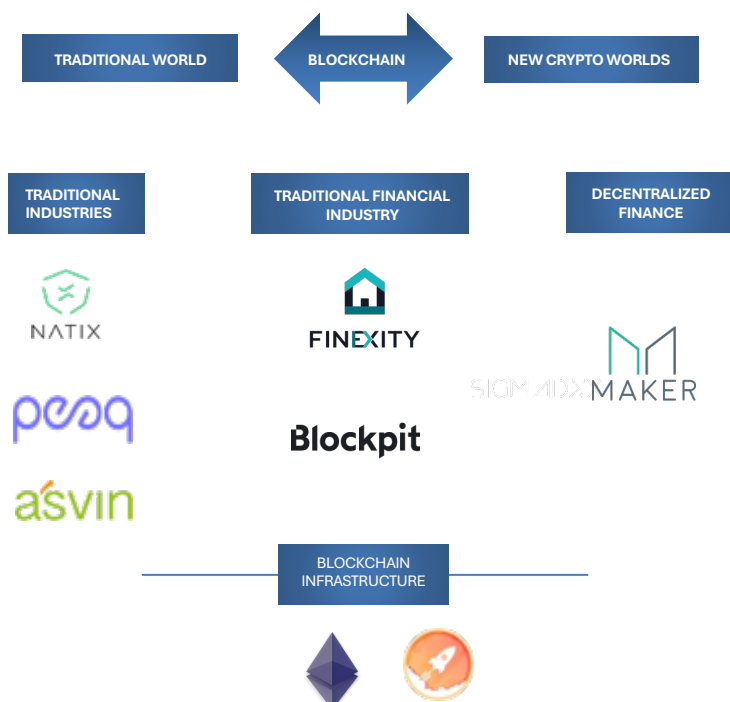 TRADITIONAL WORLD
BLOCKCHAIN
NEW CRYPTO WORLDS
TRADITIONAL
INDUSTRIES
TRADITIONAL FINANCIAL
INDUSTRY
DECENTRALIZED
FINANCE
NATIX
FINEXITY
MAKER
peaq
Blockpit
asvin
BLOCKCHAIN
INFRASTRUCTURE